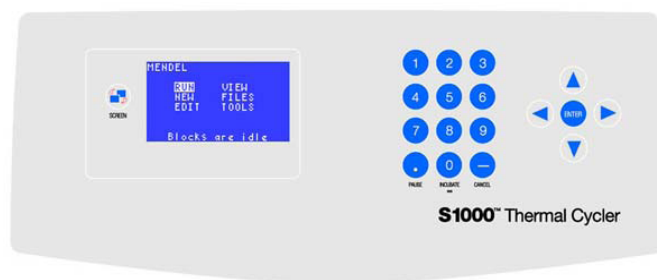 MENDEL
RUN VIEW
NEW FILES
EDIT TOOLS
Blocks are idle
SCREEN
1 2 3
4 5 6
7 8 9
. 0 –
PAUSE INCUBATE CANCEL
ENTER
S1000™ Thermal Cycler